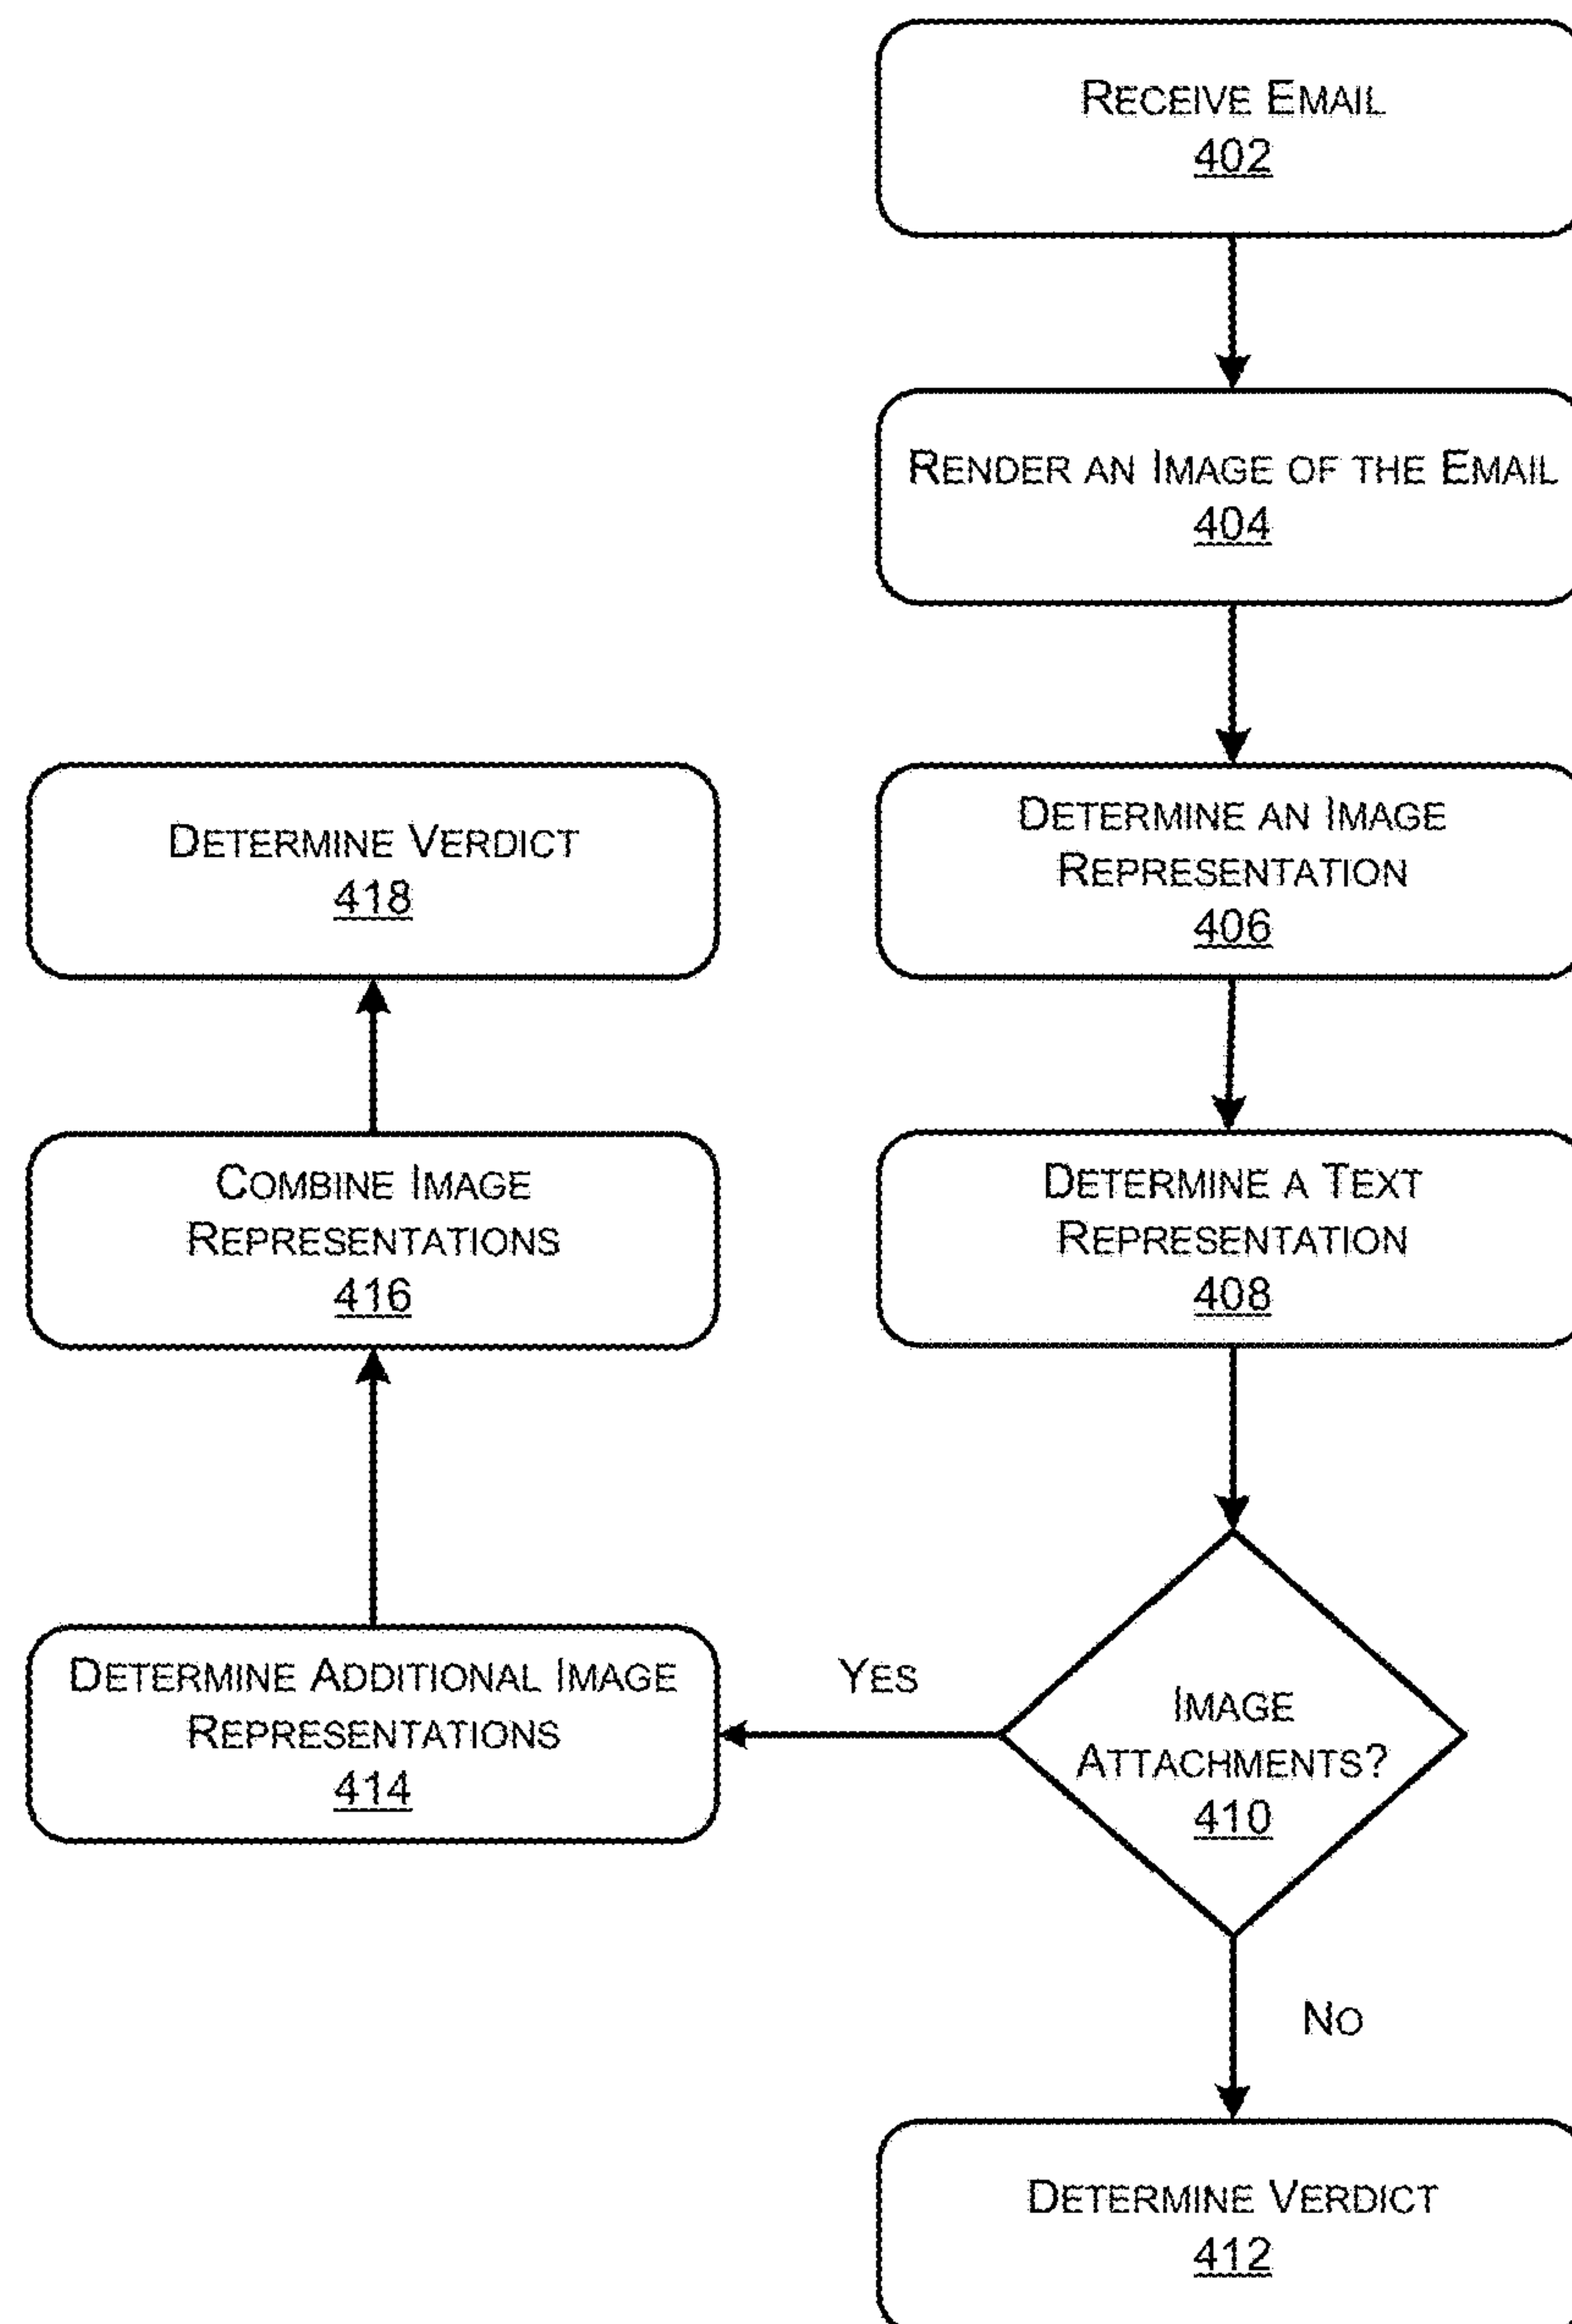 RECEIVE EMAIL
402
RENDER AN IMAGE OF THE EMAIL
404
DETERMINE AN IMAGE
REPRESENTATION
406
DETERMINE A TEXT
REPRESENTATION
408
IMAGE
ATTACHMENTS?
410
YES
NO
DETERMINE VERDICT
412
DETERMINE ADDITIONAL IMAGE
REPRESENTATIONS
414
COMBINE IMAGE
REPRESENTATIONS
416
DETERMINE VERDICT
418